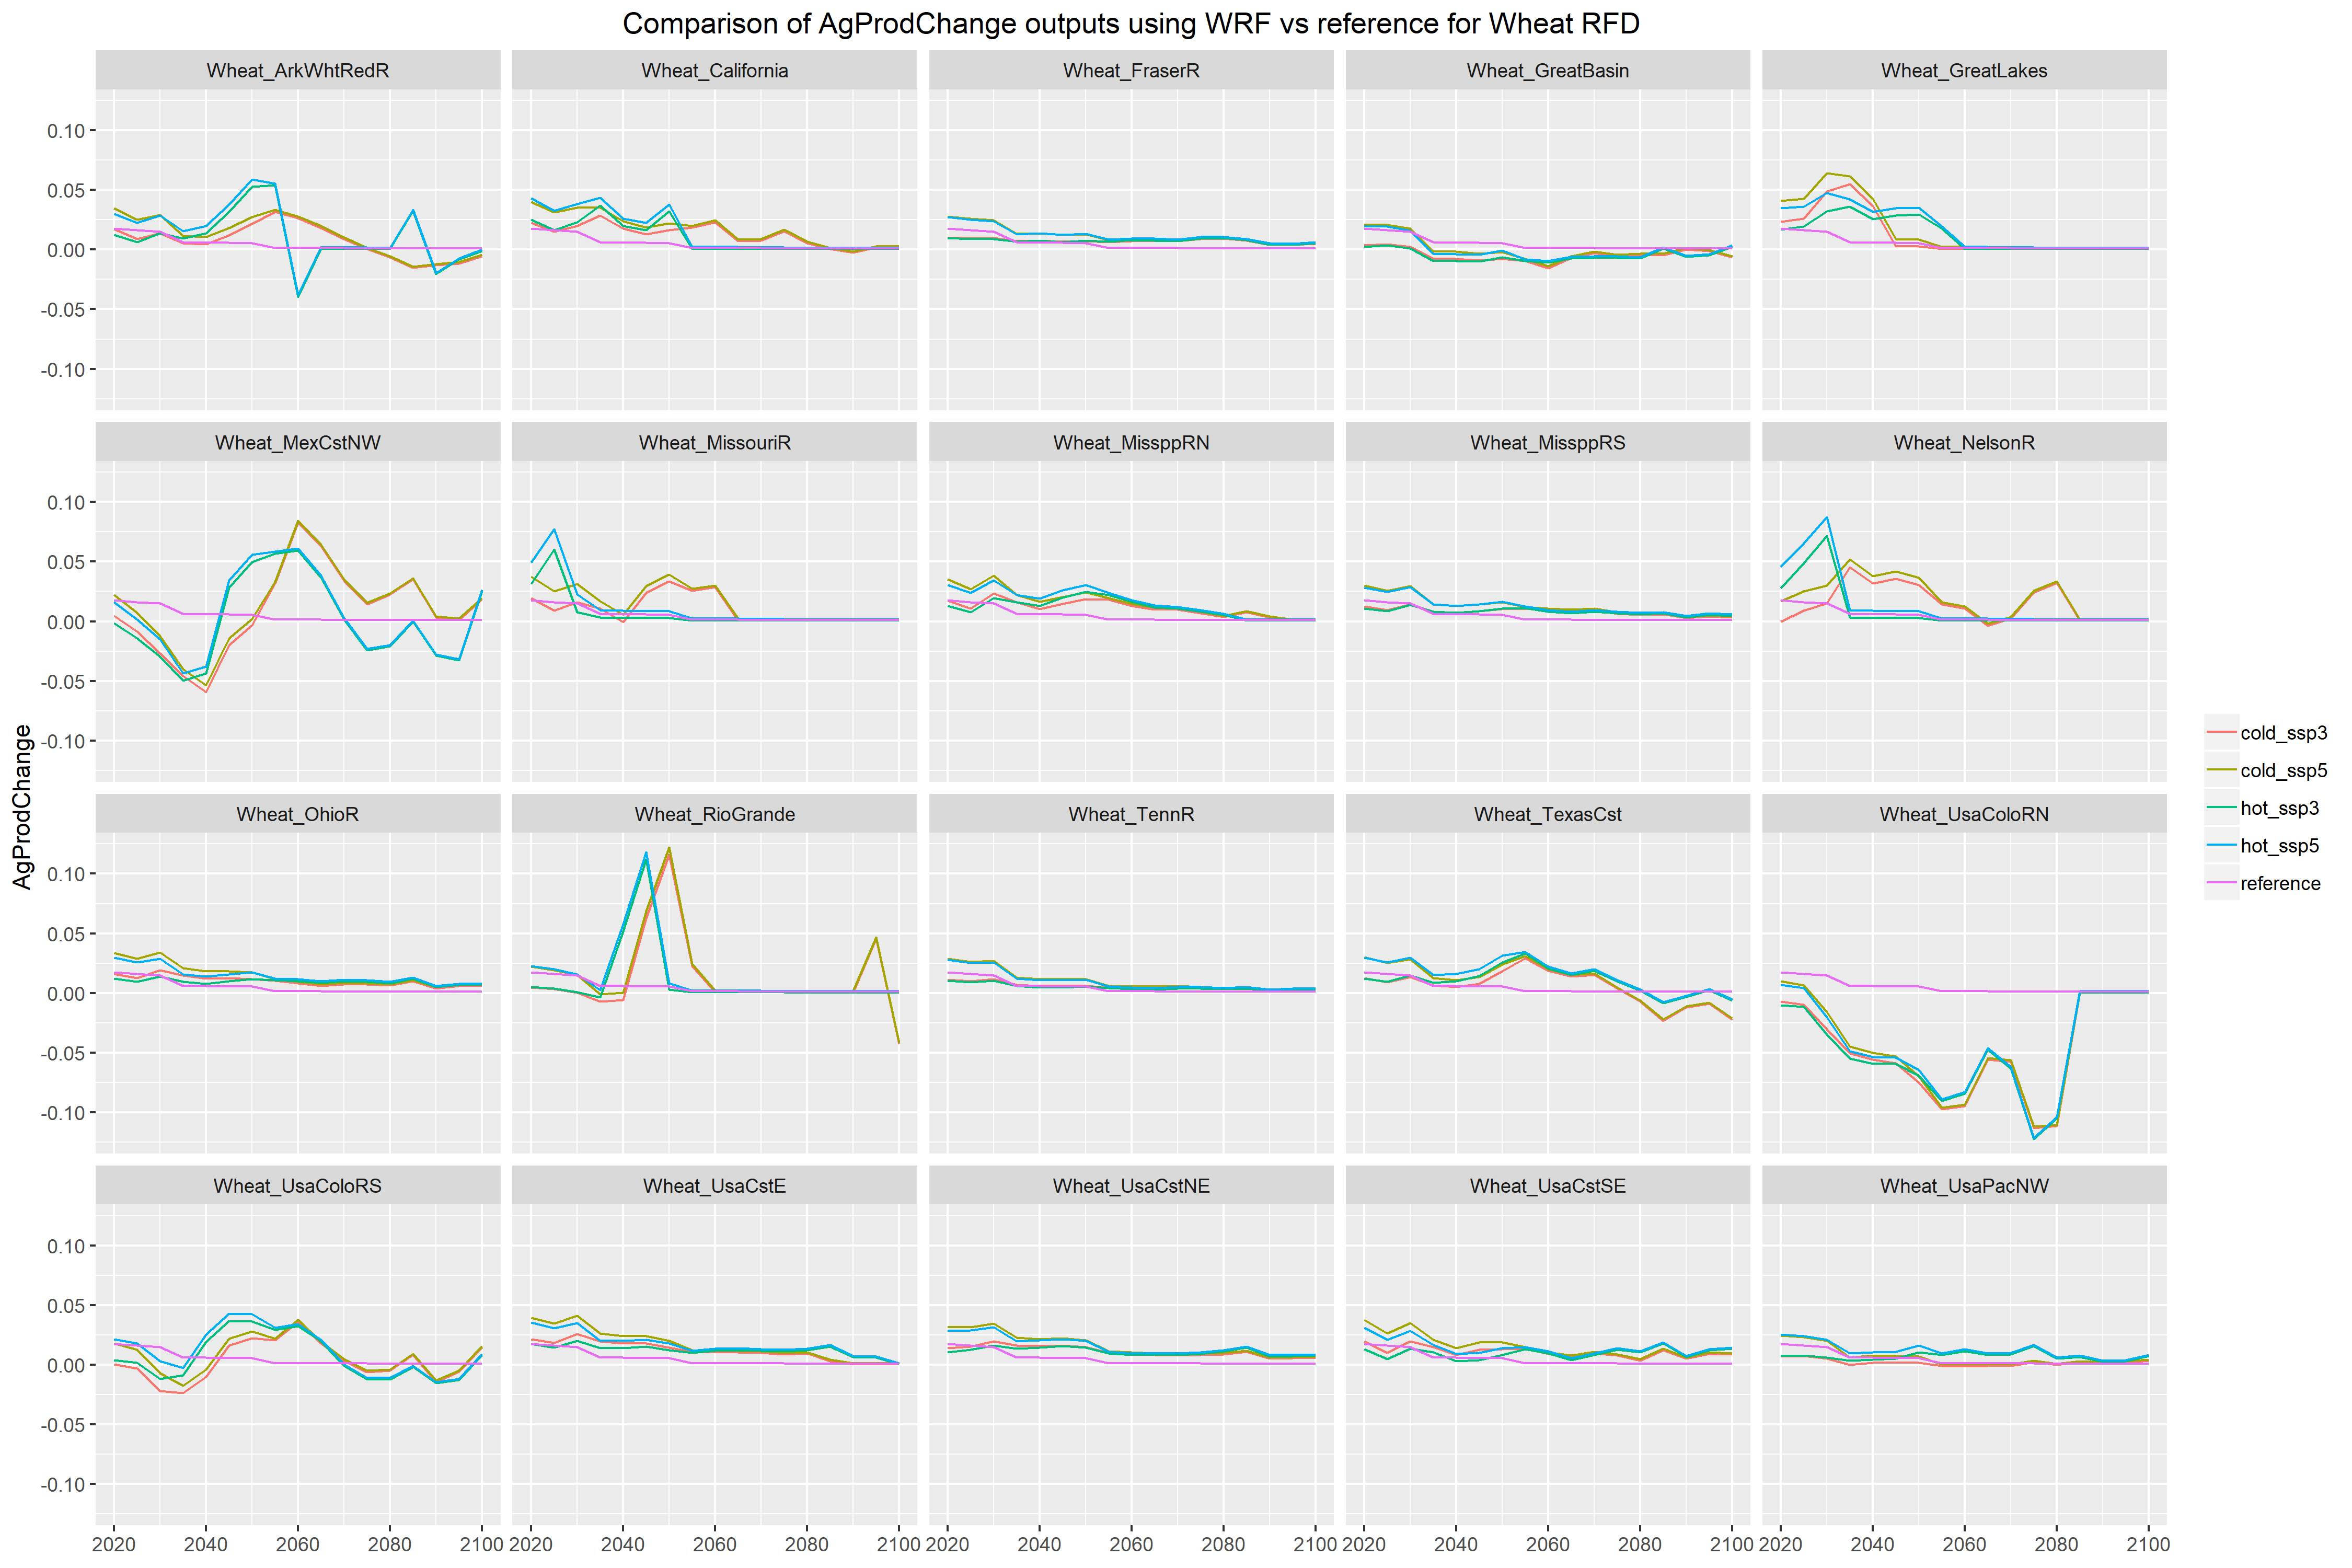 Comparison of AgProdChange outputs using WRF vs reference for Wheat RFD
Wheat_ArkWhtRedR Wheat_California Wheat_FraserR Wheat_GreatBasin Wheat_GreatLakes
0.10
0.05
0.00
-0.05
-0.10
Wheat_MexCstNW Wheat_MissouriR Wheat_MissppRN Wheat_MissppRS Wheat_NelsonR
0.10
0.05
0.00
-0.05
-0.10
Wheat_OhioR Wheat_RioGrande Wheat_TennR Wheat_TexasCst Wheat_UsaColoRN
0.10
0.05
0.00
-0.05
-0.10
Wheat_UsaColoRS Wheat_UsaCstE Wheat_UsaCstNE Wheat_UsaCstSE Wheat_UsaPacNW
0.10
0.05
0.00
-0.05
-0.10
2020 2040 2060 2080 2100 2020 2040 2060 2080 2100 2020 2040 2060 2080 2100 2020 2040 2060 2080 2100 2020 2040 2060 2080 2100
AgProdChange
cold_ssp3
cold_ssp5
hot_ssp3
hot_ssp5
reference